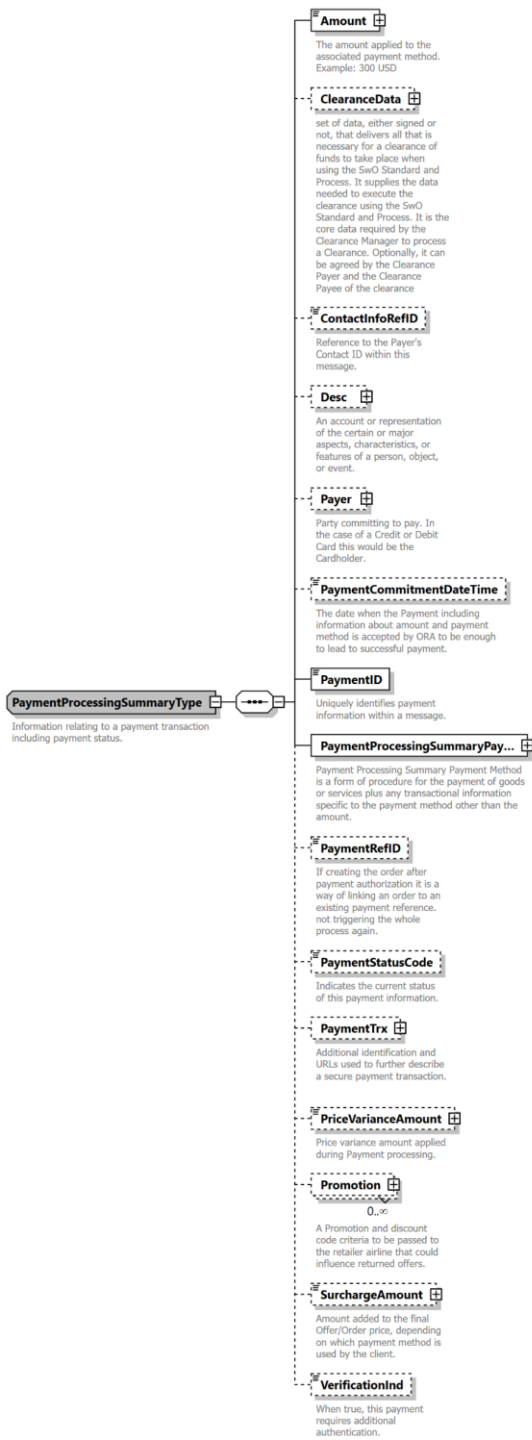 Amount
The amount applied to the
associated payment method.
Example: 300 USD
ClearanceData
set of data, either signed or
not, that delivers all that is
necessary for a clearance of
funds to take place when
using the SwO Standard and
Process. It supplies the data
needed to execute the
clearance using the SwO
Standard and Process. It is the
core data required by the
Clearance Manager to process
a Clearance. Optionally, it can
be agreed by the Clearance
Payer and the Clearance
Payee of the clearance
ContactInfoRefID
Reference to the Payer's
Contact ID within this
message.
Desc
An account or representation
of the certain or major
aspects, characteristics, or
features of a person, object,
or event.
Payer
Party committing to pay. In
the case of a Credit or Debit
Card this would be the
Cardholder.
PaymentCommitmentDateTime
The date when the Payment including
information about amount and payment
method is accepted by ORA to be enough
to lead to successful payment.
PaymentProcessingSummaryType
Information relating to a payment transaction
including payment status.
PaymentID
Uniquely identifies payment
information within a message.
PaymentProcessingSummaryPay...
Payment Processing Summary Payment Method
is a form of procedure for the payment of goods
or services plus any transactional information
specific to the payment method other than the
amount.
PaymentRefID
If creating the order after
payment authorization it is a
way of linking an order to an
existing payment reference.
not triggering the whole
process again.
PaymentStatusCode
Indicates the current status
of this payment information.
PaymentTrx
Additional identification and
URLs used to further describe
a secure payment transaction.
PriceVarianceAmount
Price variance amount applied
during Payment processing.
Promotion
0..∞
A Promotion and discount
code criteria to be passed to
the retailer airline that could
influence returned offers.
SurchargeAmount
Amount added to the final
Offer/Order price, depending
on which payment method is
used by the client.
VerificationInd
When true, this payment
requires additional
authentication.